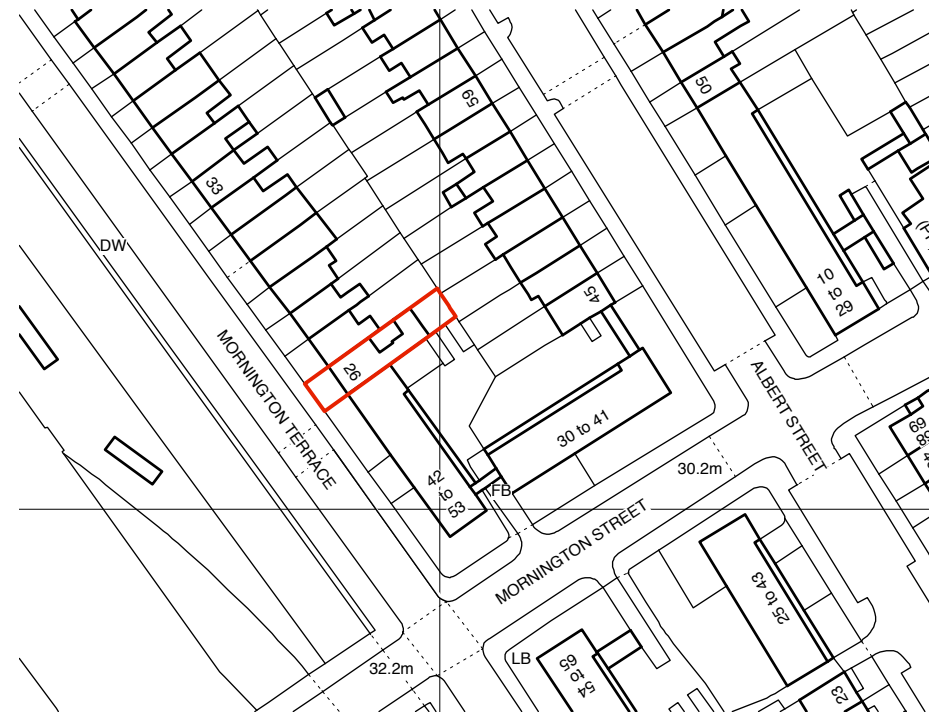 50
59
33
DW
10
to
29
45
MORNINGTON TERRACE
26
ALBERT STREET
30 to 41
69
30.2m
42
to
53
FB
MORNINGTON STREET
25 to 43
LB
65
to
54
32.2m
23